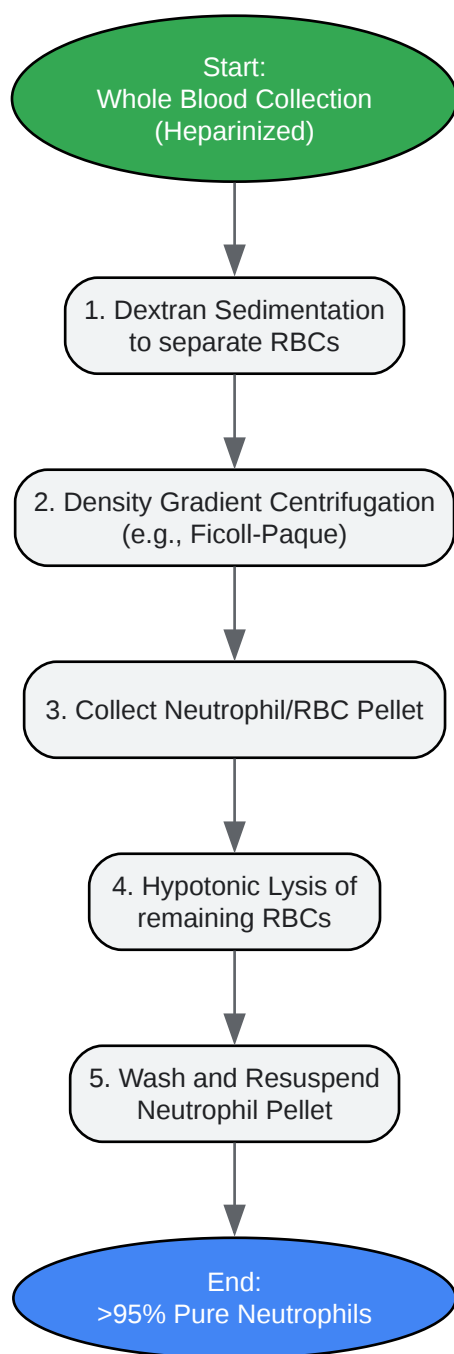 Start:
Whole Blood Collection
(Heparinized)
1. Dextran Sedimentation
to separate RBCs
2. Density Gradient Centrifugation
(e.g., Ficoll-Paque)
3. Collect Neutrophil/RBC Pellet
4. Hypotonic Lysis of
remaining RBCs
5. Wash and Resuspend
Neutrophil Pellet
End:
>95% Pure Neutrophils